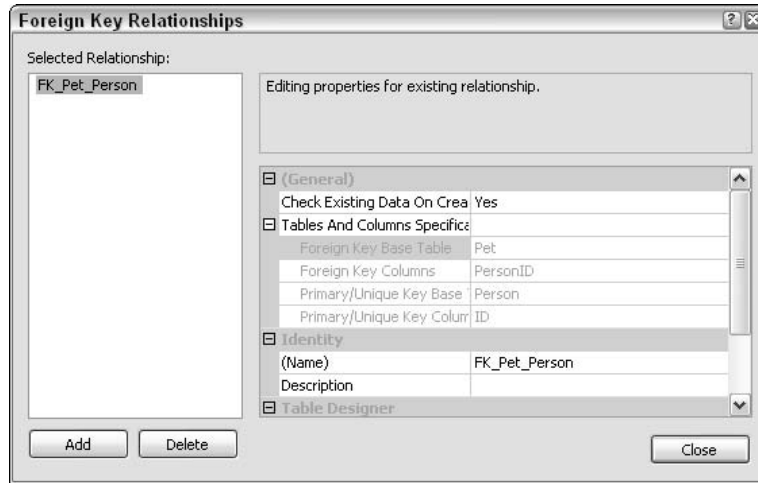 Foreign Key Relationships
Selected Relationship:
FK_Pet_Person
Editing properties for existing relationship.
(General)
Check Existing Data On Crea Yes
Tables And Columns Specifica
Foreign Key Base Table Pet
Foreign Key Columns PersonID
Primary/Unique Key Base Person
Primary/Unique Key Colum ID
Identity
(Name) FK_Pet_Person
Description
Table Designer
Add Delete Close